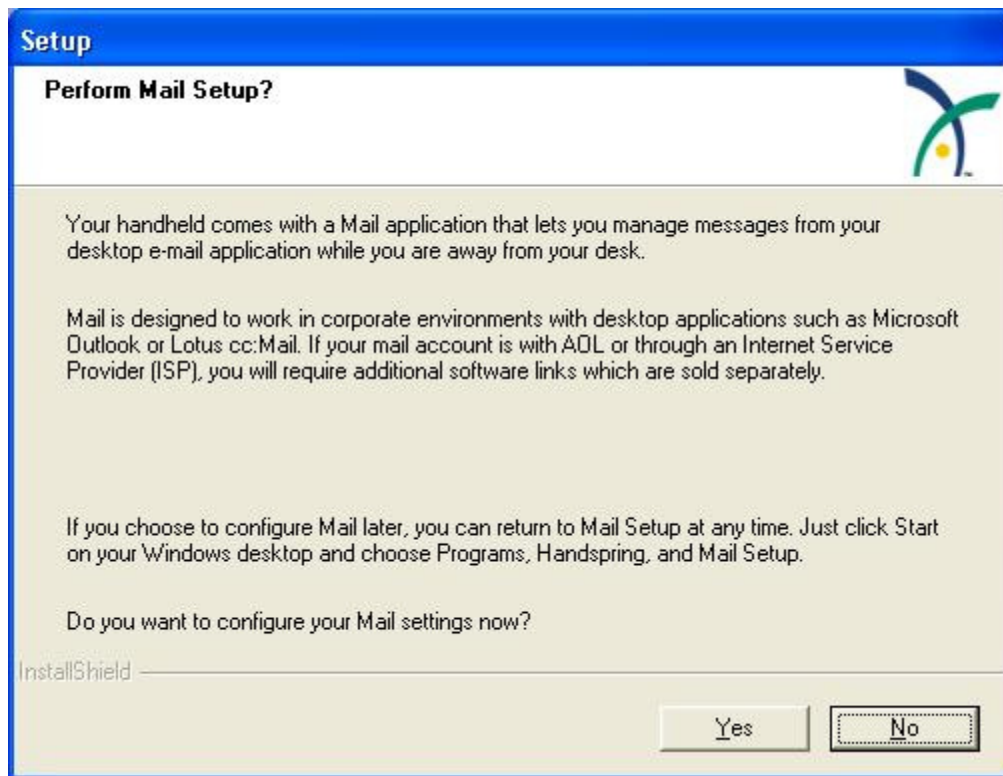 Setup
Perform Mail Setup?
Your handheld comes with a Mail application that lets you manage messages from your
desktop e-mail application while you are away from your desk.
Mail is designed to work in corporate environments with desktop applications such as Microsoft
Outlook or Lotus cc:Mail. If your mail account is with AOL or through an Internet Service
Provider (ISP), you will require additional software links which are sold separately.
If you choose to configure Mail later, you can return to Mail Setup at any time. Just click Start
on your Windows desktop and choose Programs, Handspring, and Mail Setup.
Do you want to configure your Mail settings now?
InstallShield
Yes No